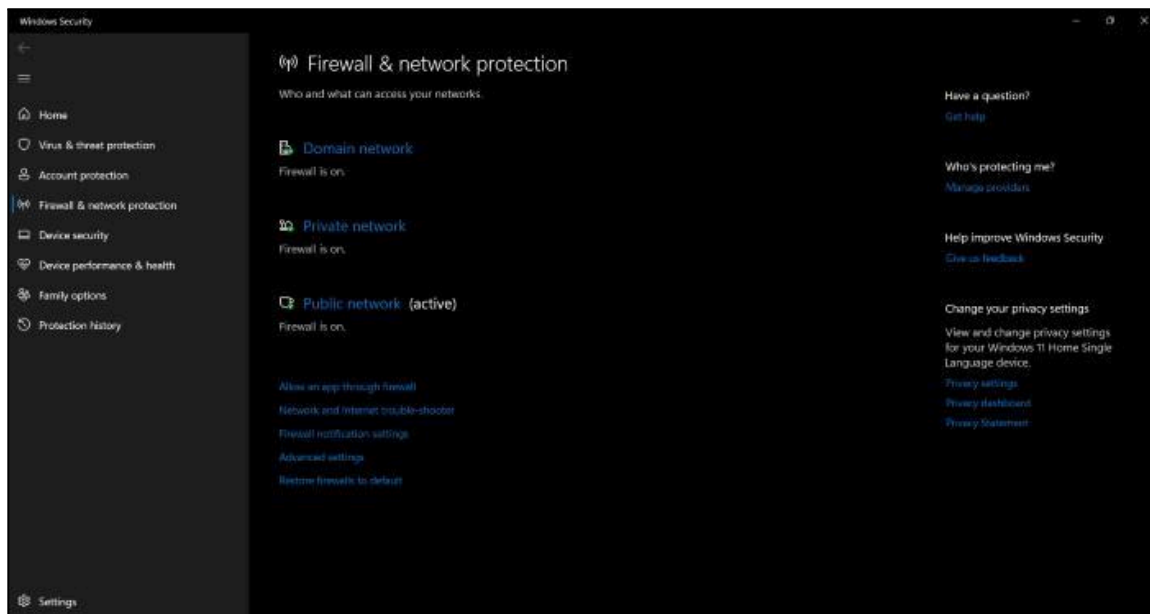 Windows Security
Home
Virus & threat protection
Account protection
Firewall & network protection
Device security
Device performance & health
Family options
Protection history
Settings
Firewall & network protection
Who and what can access your networks.
Domain network
Firewall is on.
Private network
Firewall is on.
Public network (active)
Firewall is on.
Allow an app through firewall
Network and Internet trouble-shooter
Firewall notification settings
Advanced settings
Restore firewalls to default
Have a question?
Get help
Who's protecting me?
Manage providers
Help improve Windows Security
Give us feedback
Change your privacy settings
View and change privacy settings
for your Windows 11 Home Single
Language device.
Privacy settings
Privacy dashboard
Privacy Statement